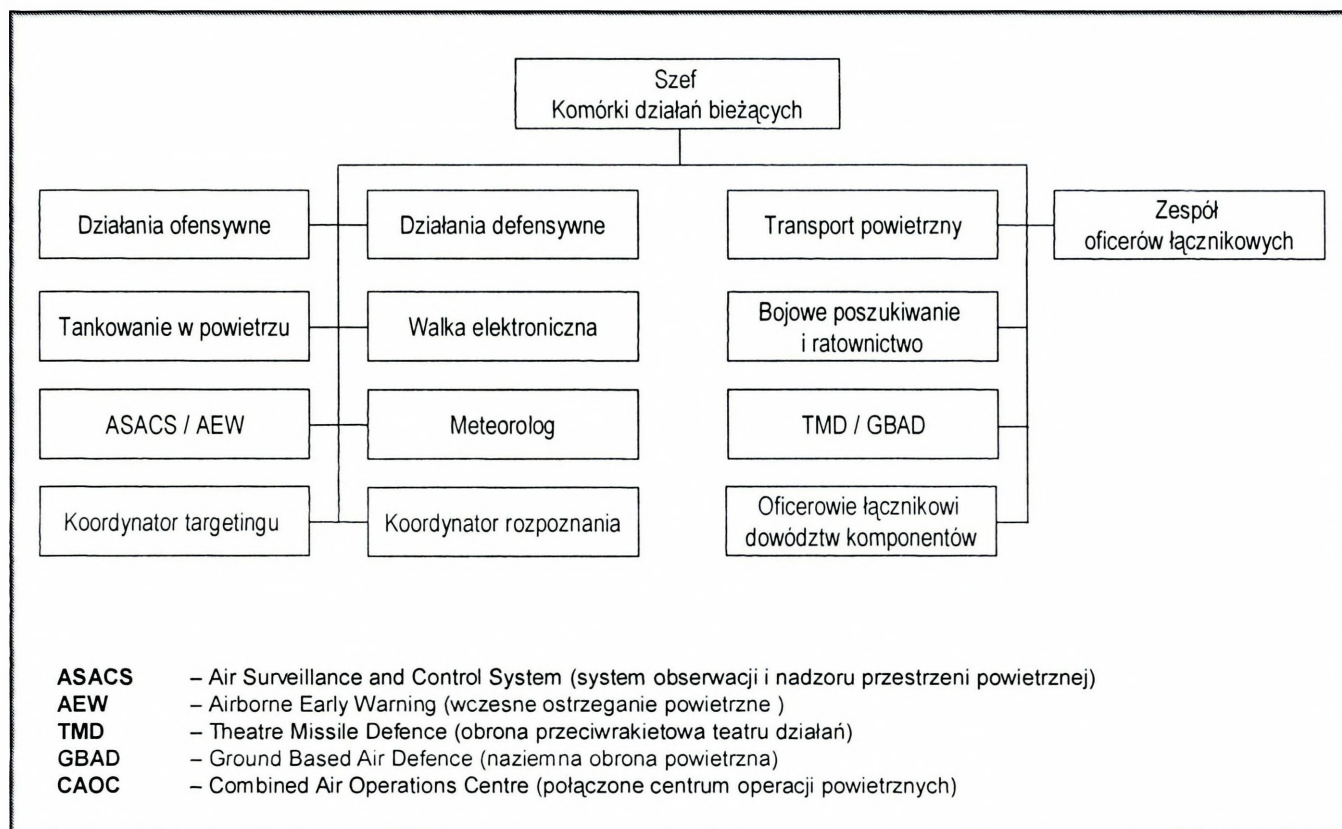 Szef
Komórki działań bieżących
Działania ofensywne
Działania defensywne
Transport powietrzny
Zespół
oficerów łącznikowych
Tankowanie w powietrzu
Walka elektroniczna
Bojowe poszukiwanie
i ratownictwo
ASACS / AEW
Meteorolog
TMD / GBAD
Koordynator targetingu
Koordynator rozpoznania
Oficerowie łącznikowi
dowództw komponentów
ASACS – Air Surveillance and Control System (system obserwacji i nadzoru przestrzeni powietrznej)
AEW – Airborne Early Warning (wczesne ostrzeganie powietrzne )
TMD – Theatre Missile Defence (obrona przeciwrakietowa teatru działań)
GBAD – Ground Based Air Defence (naziemna obrona powietrzna)
CAOC – Combined Air Operations Centre (połączone centrum operacji powietrznych)